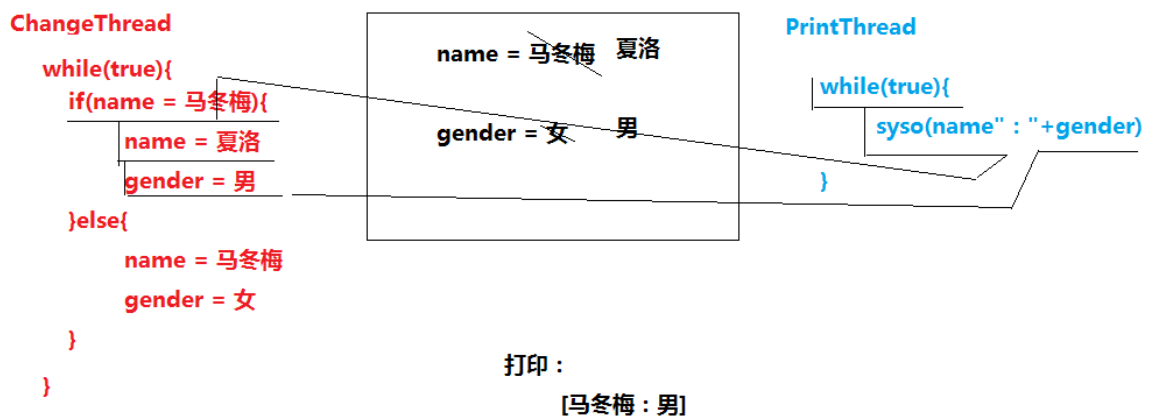 ChangeThread
while(true){
if(name = 马冬梅){
name = 夏洛
gender = 男
}else{
name = 马冬梅
gender = 女
}
}
name = 马冬梅 夏洛
gender = 女 男
PrintThread
while(true){
syso(name" : "+gender)
}
打印：
[马冬梅：男]